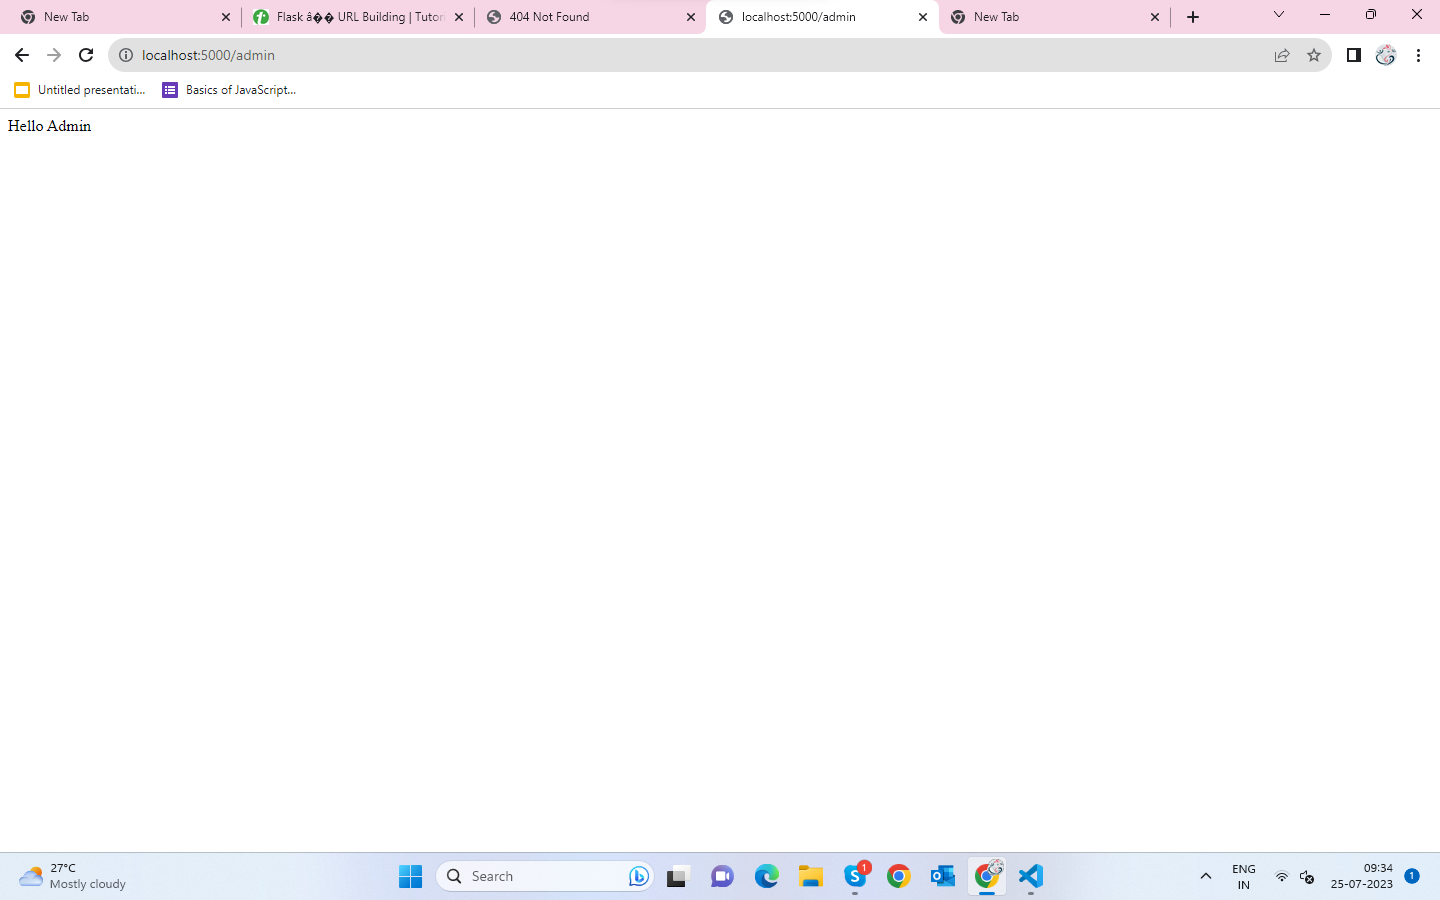 New Tab
Flask â�� URL Building | Tutori
404 Not Found
localhost:5000/admin
New Tab
localhost:5000/admin
Untitled presentati...
Basics of JavaScript...
Hello Admin
27°C
Mostly cloudy
Search
1
ENG
IN
09:34
25-07-2023
1